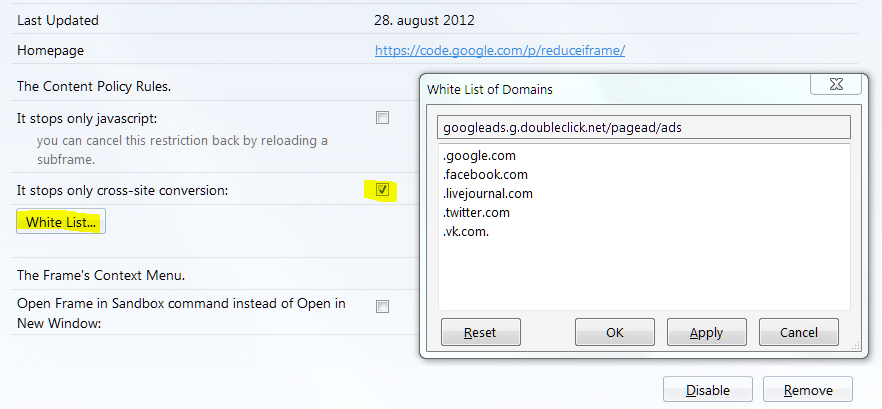 Last Updated 28. august 2012
Homepage https://code.google.com/p/reduceiframe/
The Content Policy Rules.
It stops only javascript:
you can cancel this restriction back by reloading a
subframe.
It stops only cross-site conversion:
White List...
The Frame's Context Menu.
Open Frame in Sandbox command instead of Open in
New Window:
White List of Domains
googleads.g.doubleclick.net/pagead/ads
.google.com
.facebook.com
.livejournal.com
.twitter.com
.vk.com.
Reset OK Apply Cancel
Disable Remove